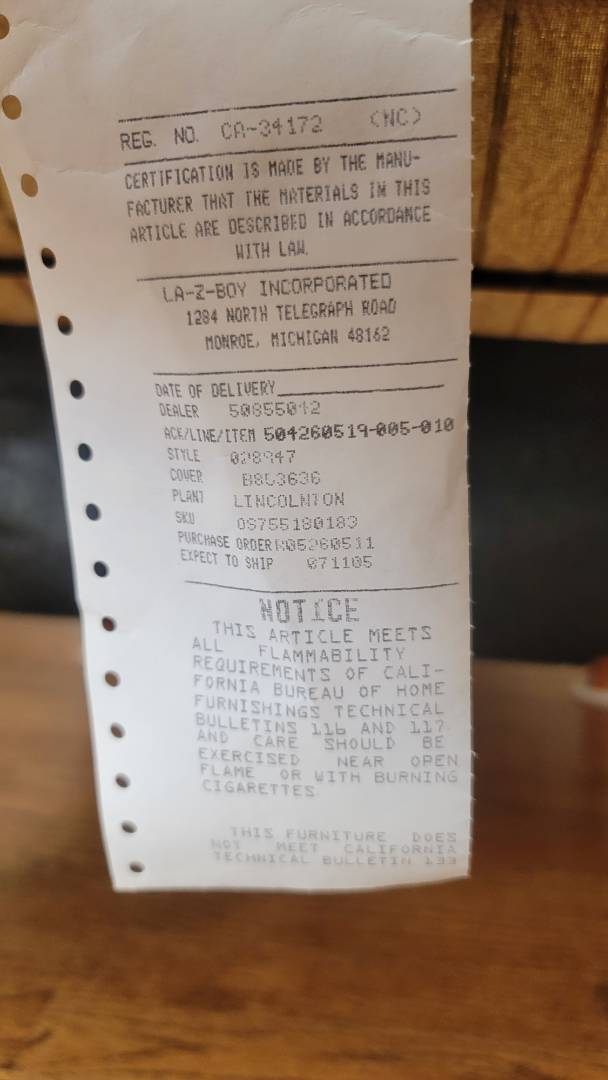 REG. NO. CA-34172 (NC)
CERTIFICATION IS MADE BY THE MANU-
FACTURER THAT THE MATERIALS IN THIS
ARTICLE ARE DESCRIBED IN ACCORDANCE
WITH LAW.
LA-Z-BOY INCORPORATED
1284 NORTH TELEGRAPH ROAD
MONROE, MICHIGAN 48162
DATE OF DELIVERY
DEALER 50855042
ACK/LINE/ITEM 504260519-005-010
STYLE 028947
COVER B853636
PLANT LINCOLNTON
SKU OS755180183
PURCHASE ORDER
EXPECT TO SHIP 071105
NOTICE
THIS ARTICLE MEETS
ALL FLAMMABILITY
REQUIREMENTS OF CALI-
FORNIA BUREAU OF HOME
FURNISHINGS TECHNICAL
BULLETINS 116 AND 117.
AND CARE SHOULD BE
EXERCISED NEAR OPEN
FLAME OR WITH BURNING
CIGARETTES.
THIS FURNITURE DOES
NOT MEET CALIFORNIA
TECHNICAL BULLETIN 133